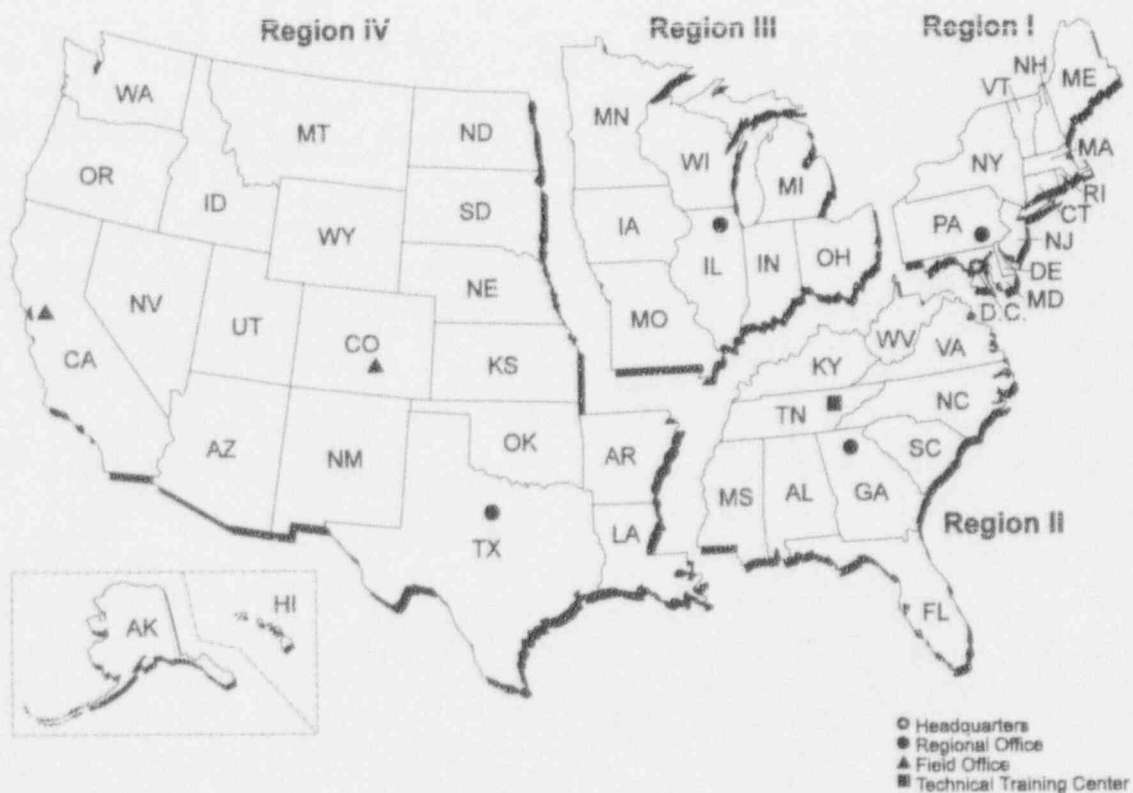 Region IV
Region III
Region I
WA
MT
ND
MN
VT
NH
ME
OR
ID
SD
WI
MI
NY
MA
WY
IA
PA
RI
CT
NJ
NV
UT
NE
IL
IN
OH
DE
MD
D.C.
CA
CO
KS
MO
WV
VA
KY
AZ
NM
OK
AR
TN
NC
SC
TX
LA
MS
AL
GA
Region II
FL
AK
HI
Headquarters
Regional Office
Field Office
Technical Training Center